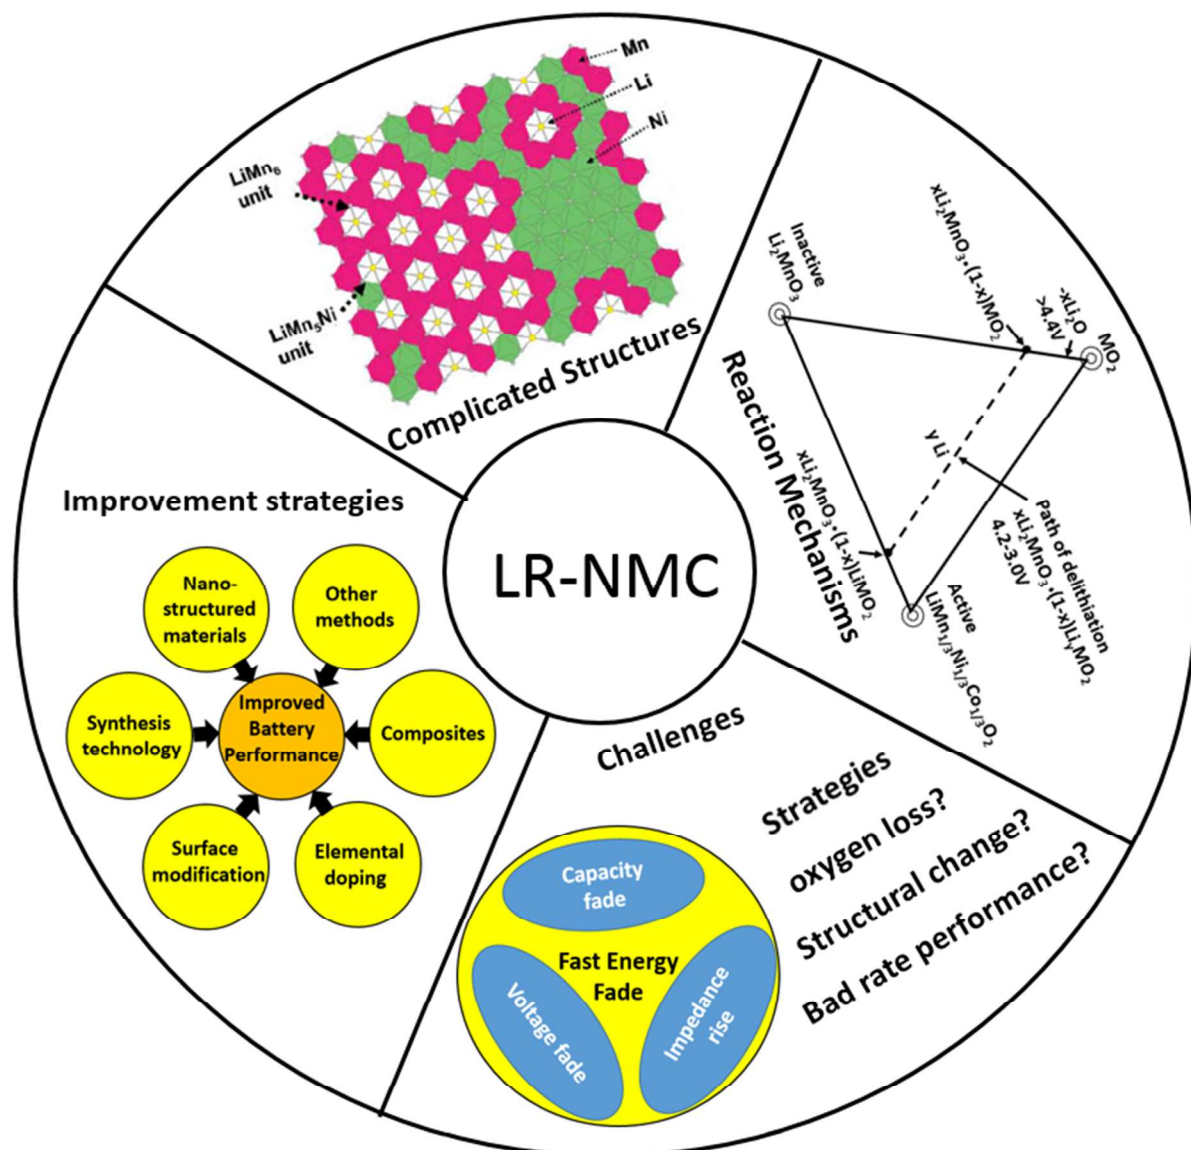 Mn
Li
Ni
LiMn₆
unit
LiMn₅Ni
unit
Complicated Structures
Inactive
Li₂MnO₃
xLi₂MnO₃•(1-x)MO₂
-xLi₂O
>4.4V
MO₂
Reaction Mechanisms
y Li
xLi₂MnO₃•(1-x)LiMO₂
Path of delithiation
xLi₂MnO₃•(1-x)LiᵧMO₂
4.2-3.0V
Active
LiMn₁/₃Ni₁/₃Co₁/₃O₂
LR-NMC
Improvement strategies
Nano-
structured
materials
Other
methods
Synthesis
technology
Improved
Battery
Performance
Composites
Surface
modification
Elemental
doping
Challenges
Strategies
oxygen loss?
Structural change?
Bad rate performance?
Capacity
fade
Fast Energy
Fade
Voltage fade
Impedance
rise